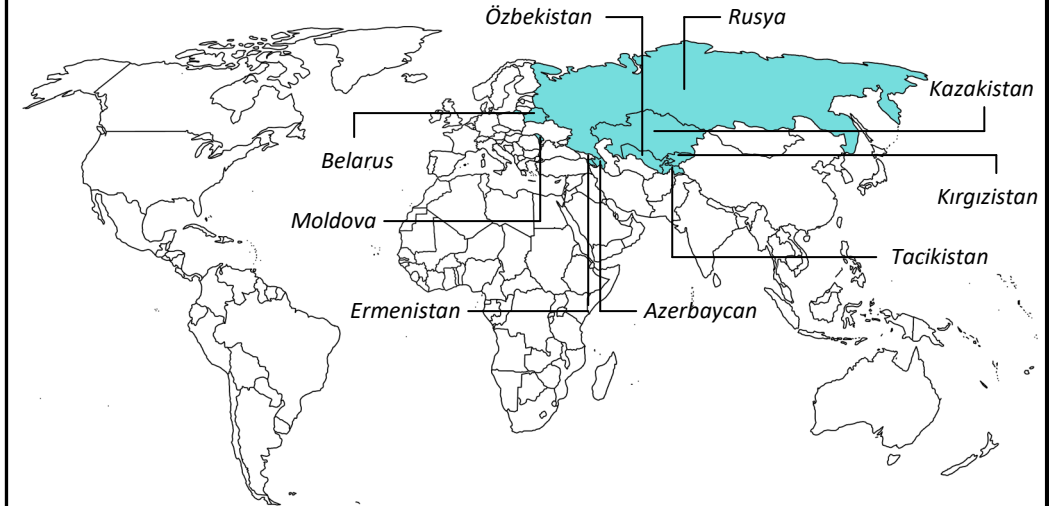 Özbekistan
Rusya
Kazakistan
Belarus
Kırgızistan
Moldova
Tacikistan
Ermenistan
Azerbaycan